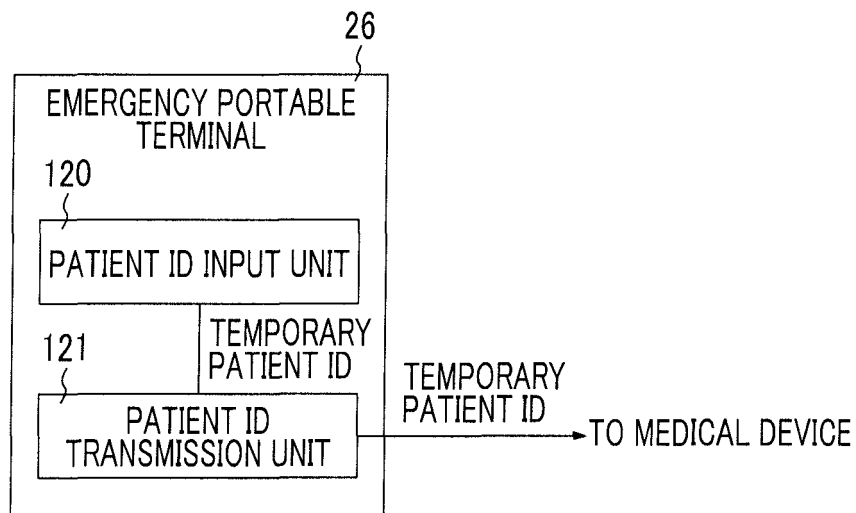 26
EMERGENCY PORTABLE
TERMINAL
120
PATIENT ID INPUT UNIT
TEMPORARY
PATIENT ID
121
PATIENT ID
TRANSMISSION UNIT
TEMPORARY
PATIENT ID
TO MEDICAL DEVICE